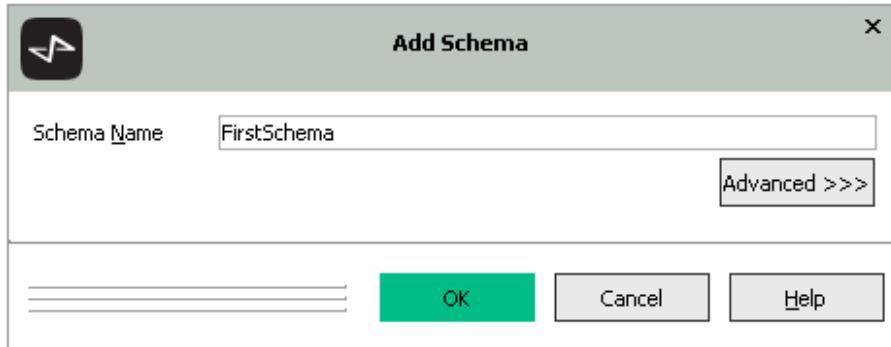 Add Schema
×
Schema Name FirstSchema
Advanced >>>
OK Cancel Help